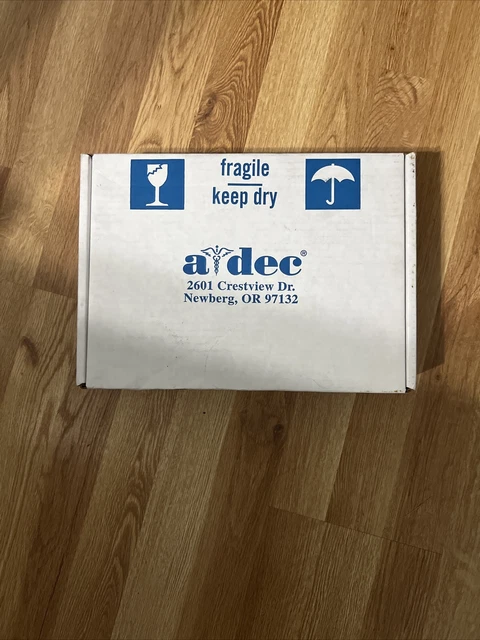 fragile
keep dry
a dec®
2601 Crestview Dr.
Newberg, OR 97132